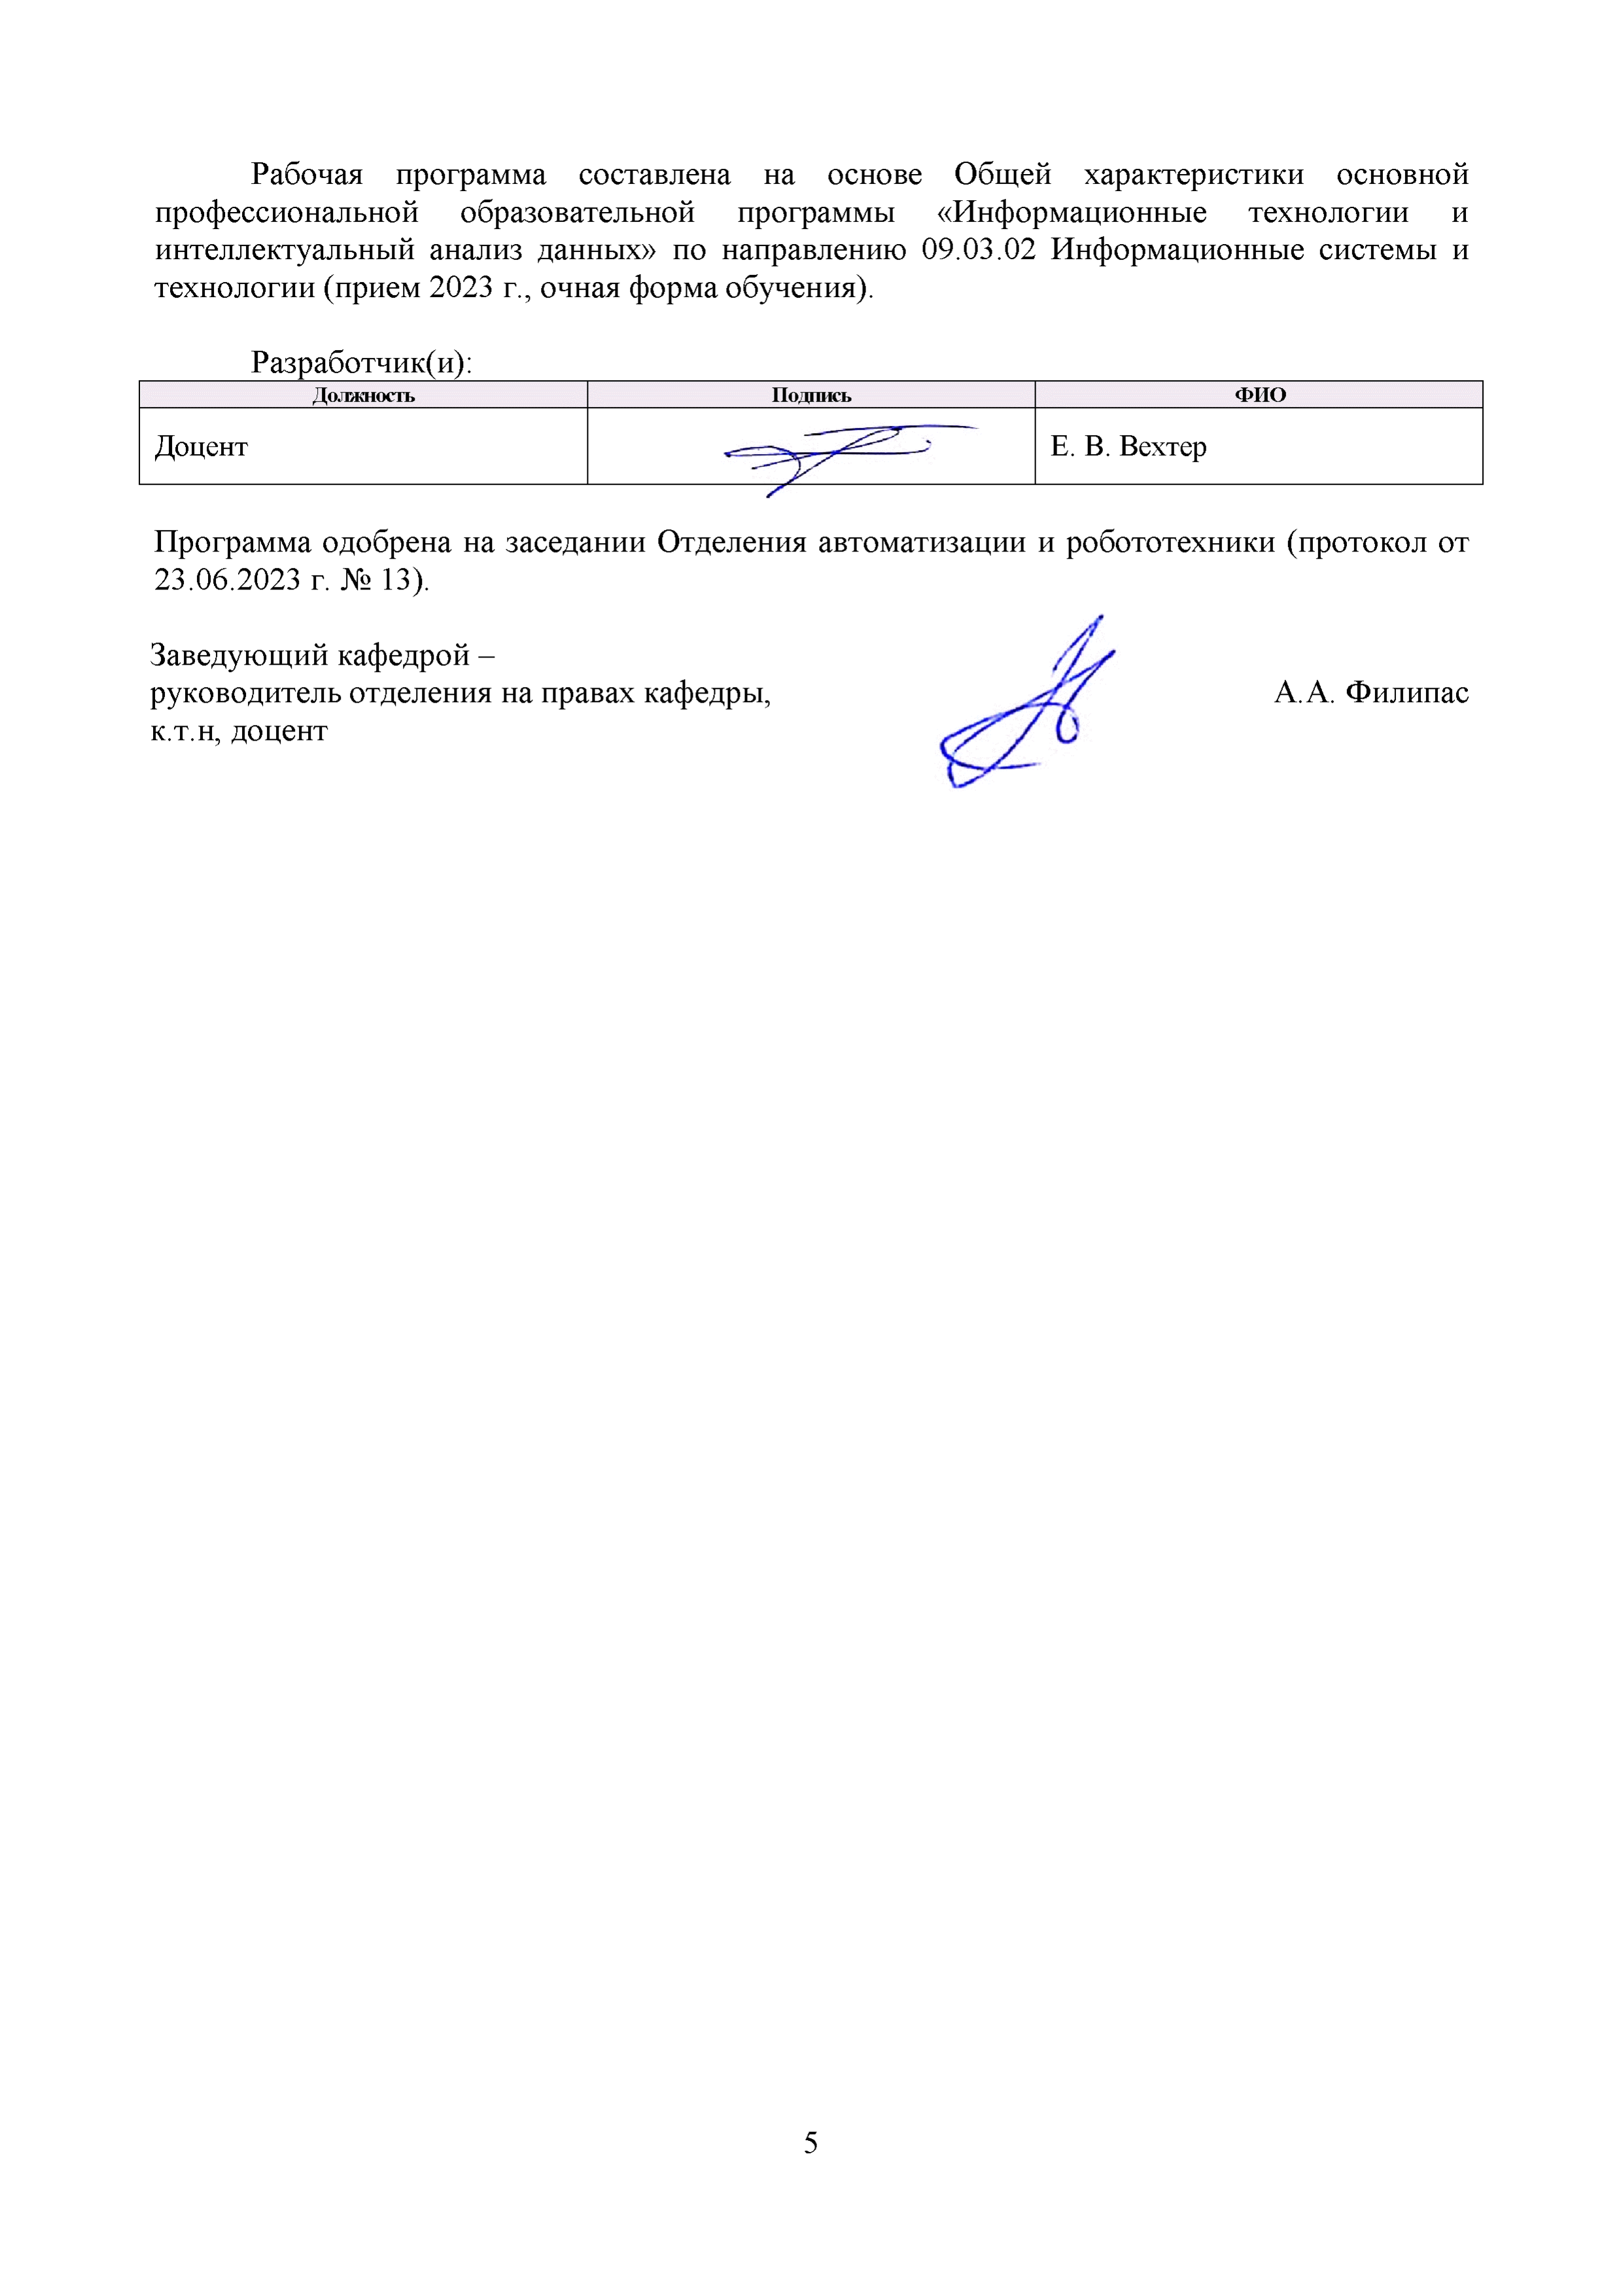 Рабочая программа составлена на основе Общей характеристики основной
профессиональной образовательной программы «Информационные технологии и
интеллектуальный анализ данных» по направлению 09.03.02 Информационные системы и
технологии (прием 2023 г., очная форма обучения).
Разработчик(и):
Должность Подпись ФИО
Доцент Е. В. Вехтер
Программа одобрена на заседании Отделения автоматизации и робототехники (протокол от
23.06.2023 г. № 13).
Заведующий кафедрой –
руководитель отделения на правах кафедры, А.А. Филипас
к.т.н, доцент
5